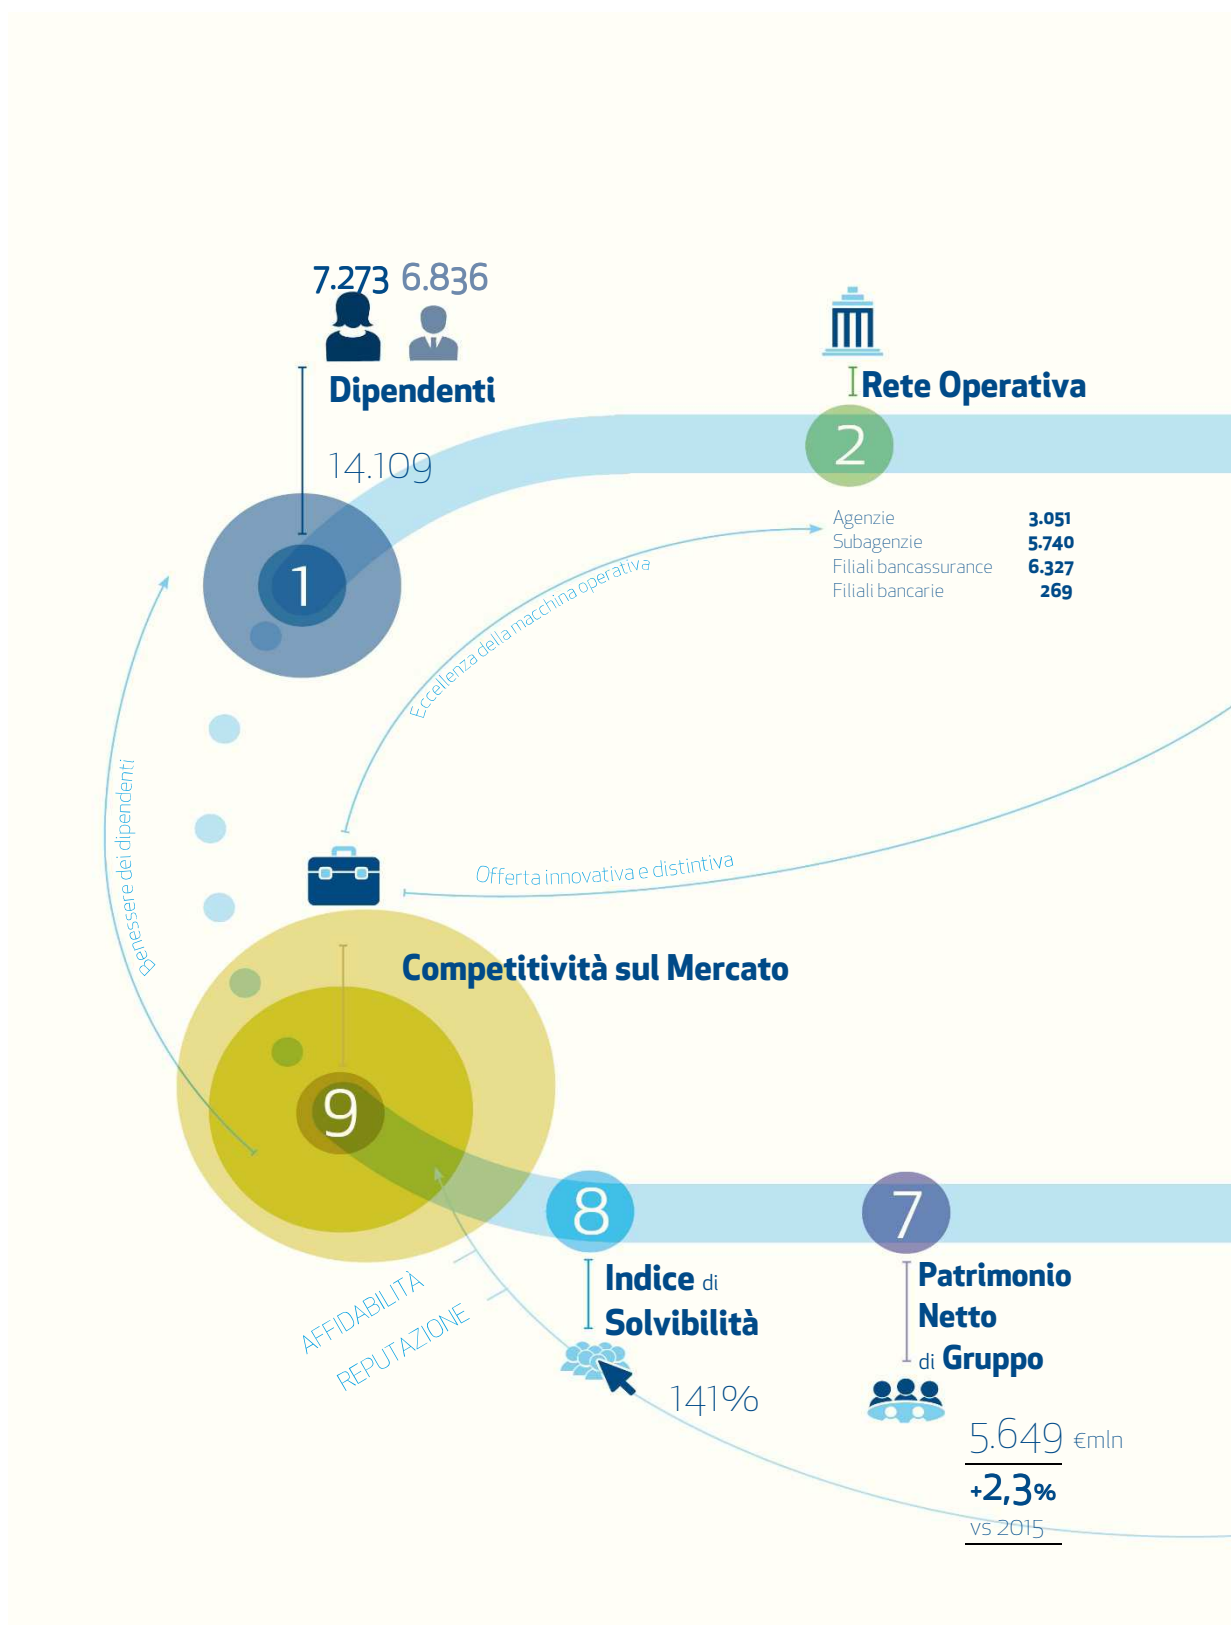 7.273 6.836
Dipendenti
14.109
1
Rete Operativa
2
Agenzie 3.051
Subagenzie 5.740
Filiali bancassurance 6.327
Filiali bancarie 269
Eccellenza della macchina operativa
Benessere dei dipendenti
Offerta innovativa e distintiva
Competitività sul Mercato
9
8
7
AFFIDABILITÀ
REPUTAZIONE
Indice di
Solvibilità
141%
Patrimonio
Netto
di Gruppo
5.649 €mln
+2,3%
vs 2015